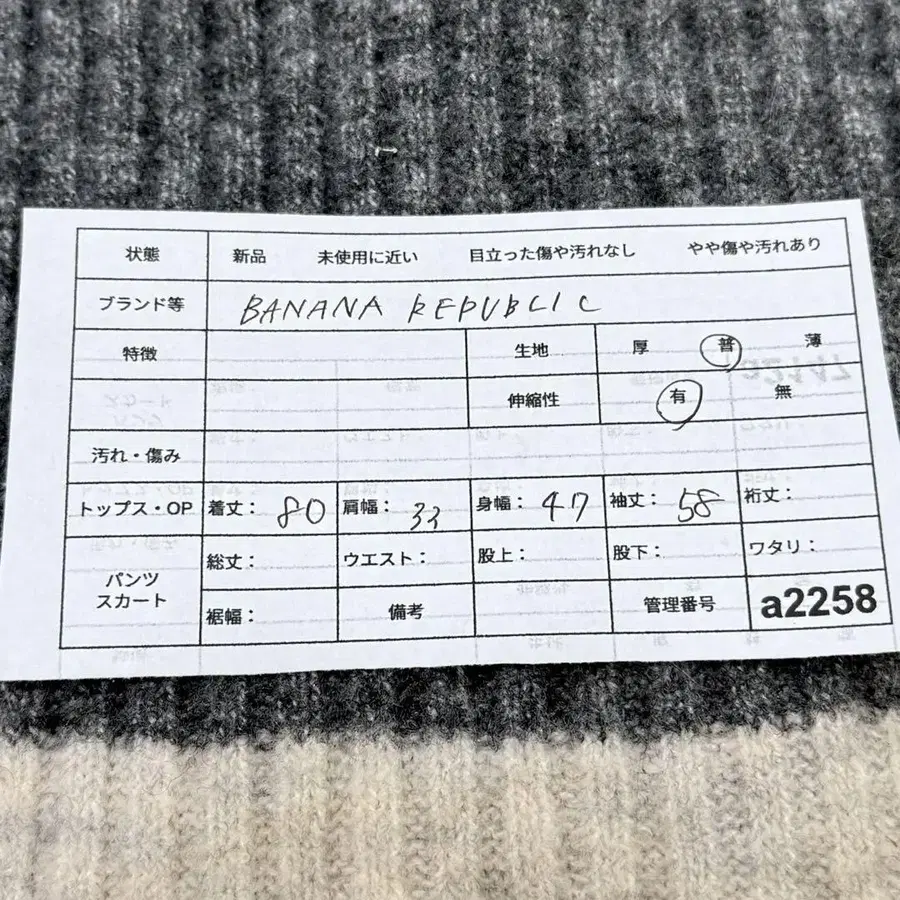 状態 新品 未使用に近い 目立った傷や汚れなし やや傷や汚れあり
ブランド等 BANANA REPUBLIC
特徴 生地 厚 普 薄
伸縮性 有 無
汚れ・傷み
トップス・OP 着丈： 80 肩幅： 33 身幅： 47 袖丈： 58 裄丈：
パンツ スカート 総丈： ウエスト： 股上： 股下： ワタリ：
裾幅： 備考 管理番号 a2258